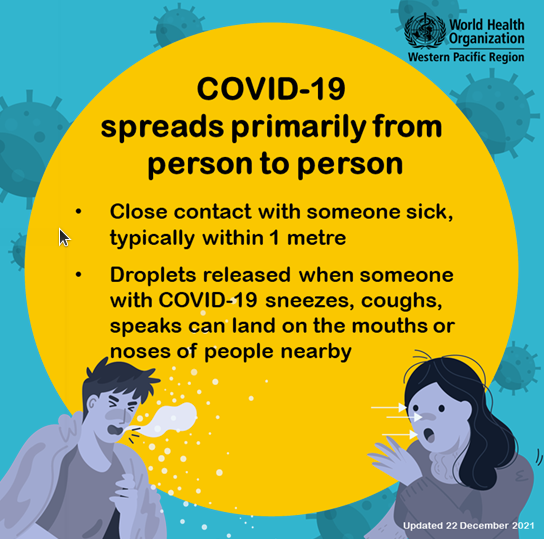 World Health
Organization
Western Pacific Region
COVID-19
spreads primarily from
person to person
• Close contact with someone sick,
typically within 1 metre
• Droplets released when someone
with COVID-19 sneezes, coughs,
speaks can land on the mouths or
noses of people nearby
Updated 22 December 2021